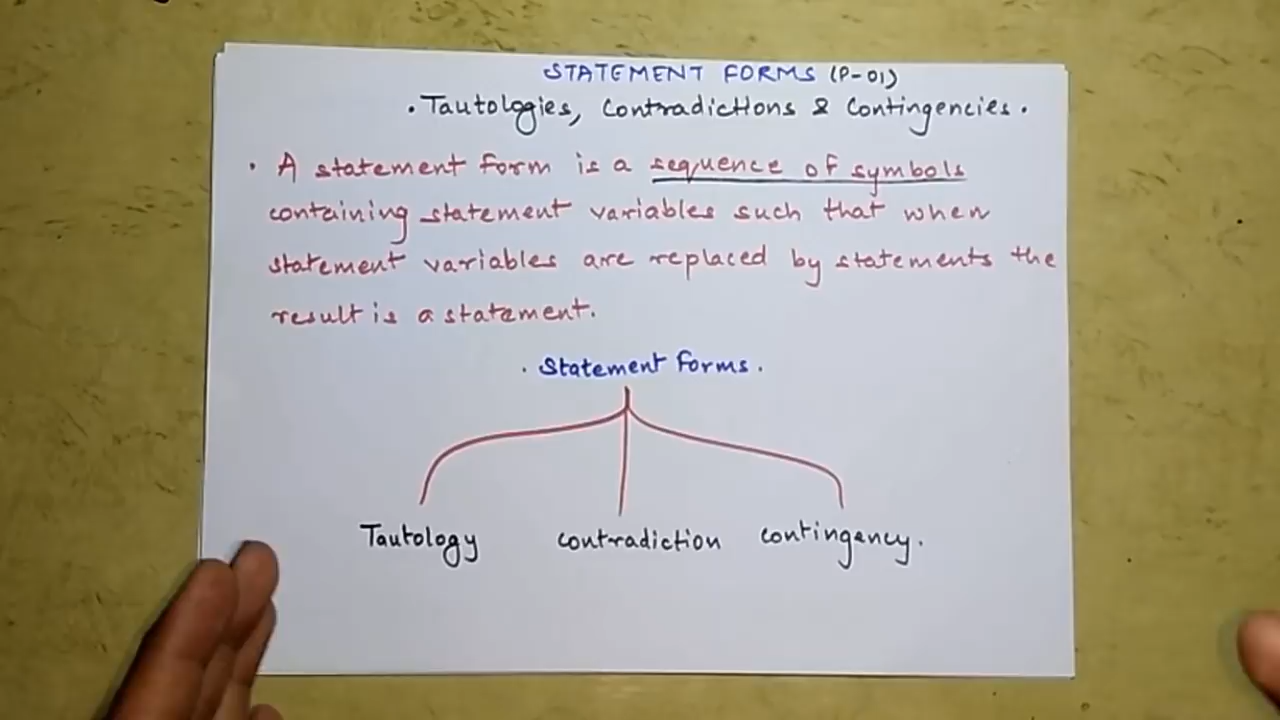 STATEMENT FORMS (P-01)
. Tautologies, Contradictions & Contingencies .
. A statement form is a sequence of symbols
containing statement variables such that when
statement variables are replaced by statements the
result is a statement.
. Statement forms .
Tautology contradiction contingency.